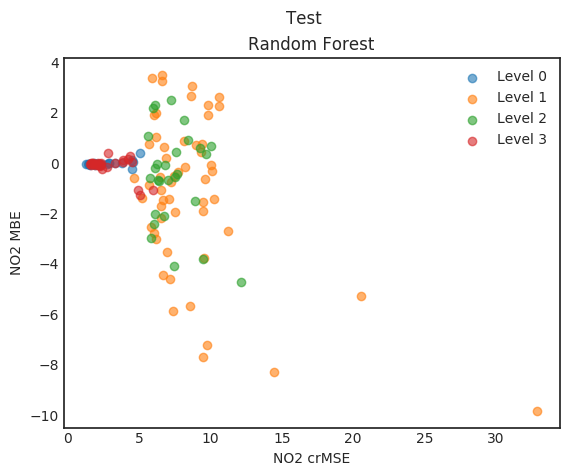 Test
Random Forest
Level 0
Level 1
Level 2
Level 3
4
2
0
−2
−4
−6
−8
−10
NO2 MBE
0 5 10 15 20 25 30
NO2 crMSE